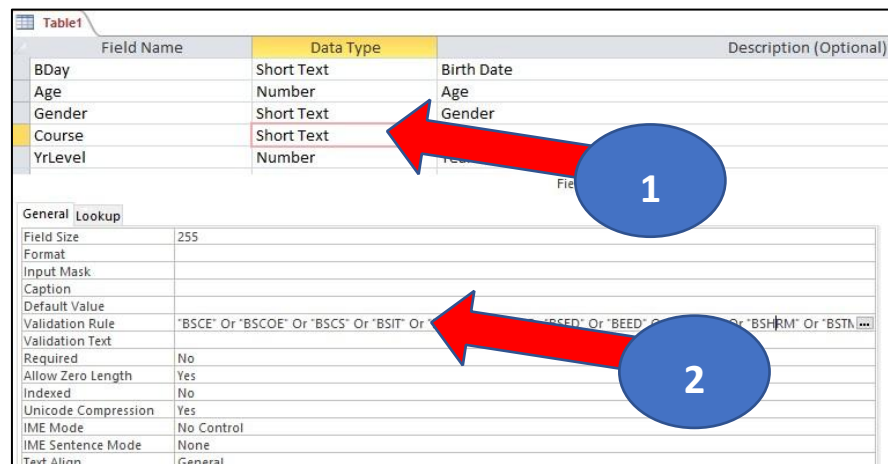 Table1
Field Name Data Type Description (Optional)
BDay Short Text Birth Date
Age Number Age
Gender Short Text Gender
Course Short Text
YrLevel Number
1
General Lookup
Field Size 255
Format
Input Mask
Caption
Default Value
Validation Rule "BSCE" Or "BSCOE" Or "BSCS" Or "BSIT" Or "BSED" Or "BEED" Or "BSHRM" Or "BSTM
Validation Text
Required No
Allow Zero Length Yes
2
Indexed No
Unicode Compression Yes
IME Mode No Control
IME Sentence Mode None
Text Align General